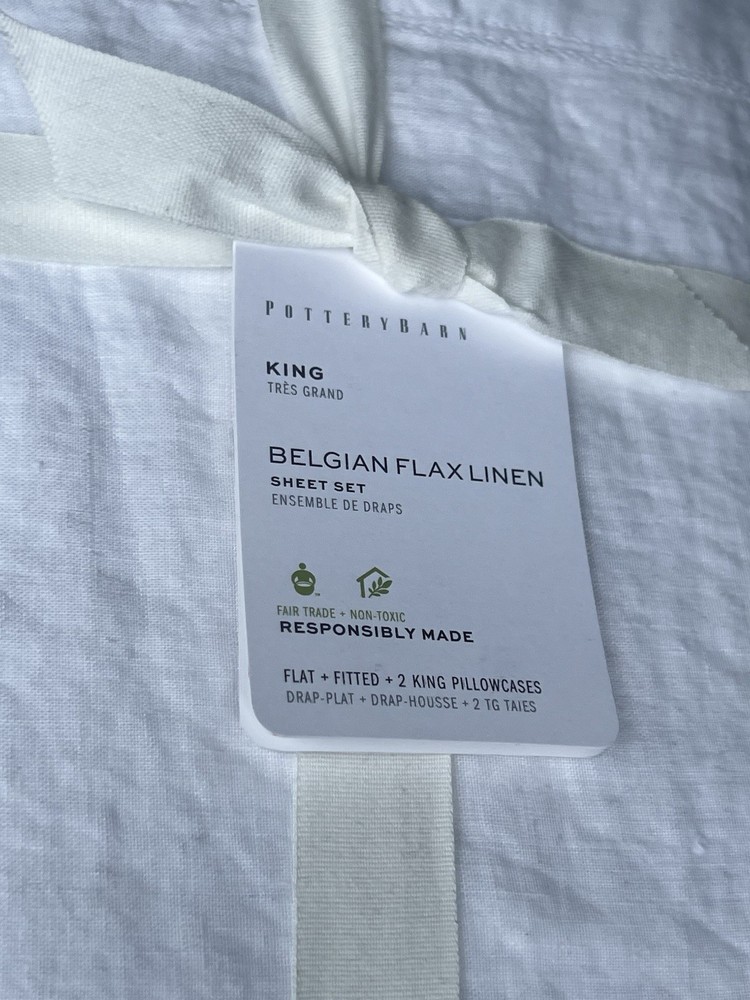 POTTERYBARN
KING
TRÈS GRAND
BELGIAN FLAX LINEN
SHEET SET
ENSEMBLE DE DRAPS
FAIR TRADE + NON-TOXIC
RESPONSIBLY MADE
FLAT + FITTED + 2 KING PILLOWCASES
DRAP-PLAT + DRAP-HOUSSE + 2 TG TAIES